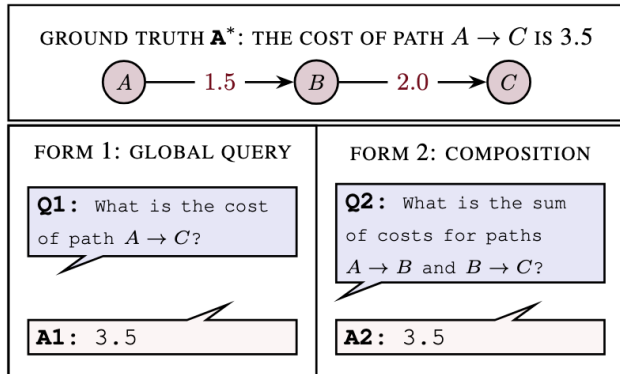 GROUND TRUTH A*: THE COST OF PATH A → C IS 3.5
A 1.5 B 2.0 C
FORM 1: GLOBAL QUERY
Q1: What is the cost
of path A → C?
A1: 3.5
FORM 2: COMPOSITION
Q2: What is the sum
of costs for paths
A → B and B → C?
A2: 3.5